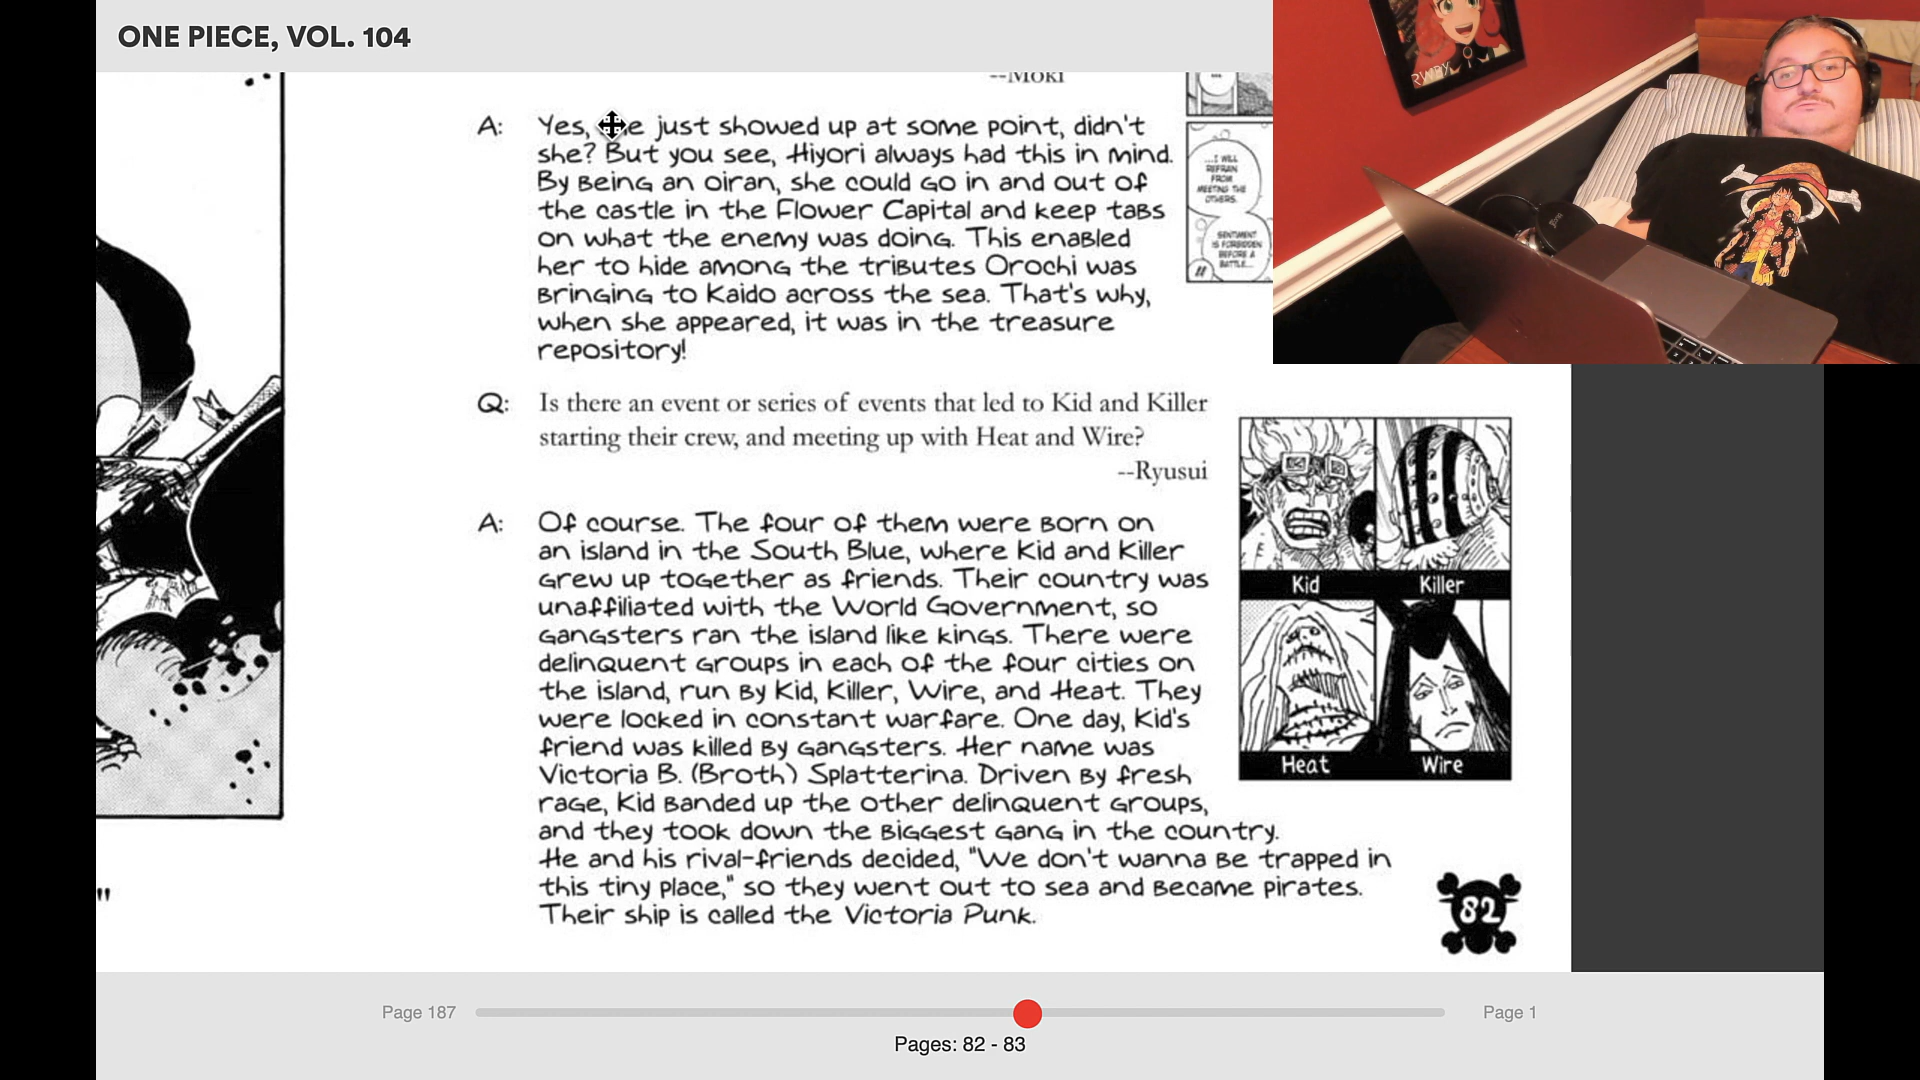 ONE PIECE, VOL. 104
--MOKI
A: Yes, she just showed up at some point, didn't
she? But you see, Hiyori always had this in mind.
By being an oiran, she could go in and out of
the castle in the Flower Capital and keep tabs
on what the enemy was doing. This enabled
her to hide among the tributes Orochi was
bringing to Kaido across the sea. That's why,
when she appeared, it was in the treasure
repository!
...I WILL
REFRAIN
FROM
MEETING THE
OTHERS.
SENTIMENT
IS FORBIDDEN
BEFORE A
BATTLE...
RWBY
Q: Is there an event or series of events that led to Kid and Killer
starting their crew, and meeting up with Heat and Wire?
--Ryusui
A: Of course. The four of them were born on
an island in the South Blue, where Kid and Killer
grew up together as friends. Their country was
unaffiliated with the World Government, so
gangsters ran the island like kings. There were
delinquent groups in each of the four cities on
the island, run by Kid, Killer, Wire, and Heat. They
were locked in constant warfare. One day, Kid's
friend was killed by gangsters. Her name was
Victoria B. (Broth) Splatterina. Driven by fresh
rage, Kid banded up the other delinquent groups,
and they took down the biggest gang in the country.
He and his rival-friends decided, "We don't wanna be trapped in
this tiny place," so they went out to sea and became pirates.
Their ship is called the Victoria Punk.
Kid
Killer
Heat
Wire
"
82
Page 187
Page 1
Pages: 82 - 83